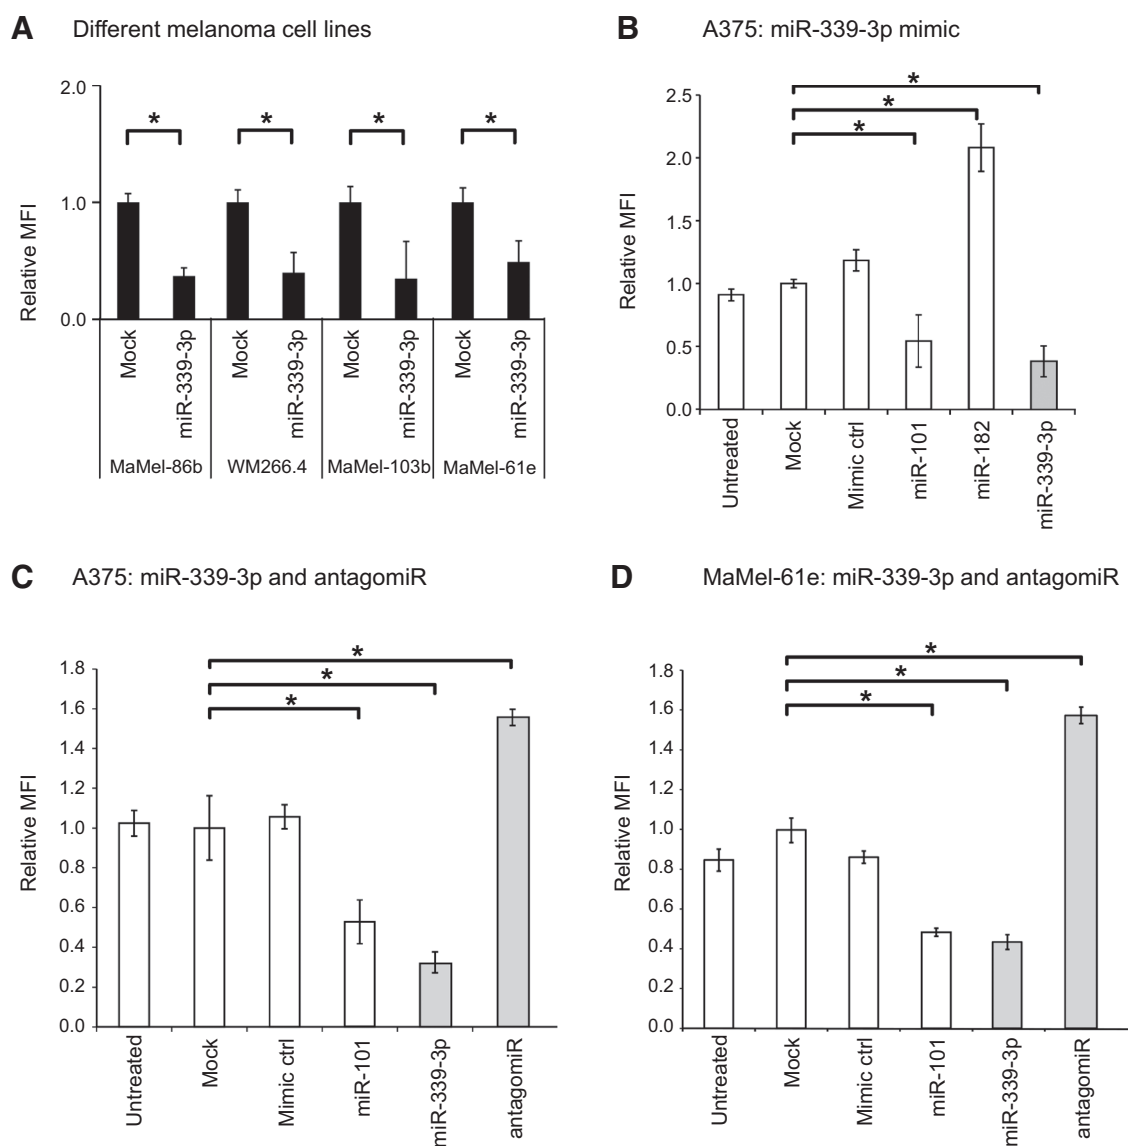 A Different melanoma cell lines
2.0
1.0
0.0
Relative MFI
* * * *
Mock miR-339-3p Mock miR-339-3p Mock miR-339-3p Mock miR-339-3p
MaMel-86b WM266.4 MaMel-103b MaMel-61e
B A375: miR-339-3p mimic
2.5
2.0
1.5
1.0
0.5
0.0
Relative MFI
*
*
*
Untreated Mock Mimic ctrl miR-101 miR-182 miR-339-3p
C A375: miR-339-3p and antagomiR
1.8
1.6
1.4
1.2
1.0
0.8
0.6
0.4
0.2
0.0
Relative MFI
*
*
*
Untreated Mock Mimic ctrl miR-101 miR-339-3p antagomiR
D MaMel-61e: miR-339-3p and antagomiR
1.8
1.6
1.4
1.2
1.0
0.8
0.6
0.4
0.2
0.0
Relative MFI
*
*
*
Untreated Mock Mimic ctrl miR-101 miR-339-3p antagomiR